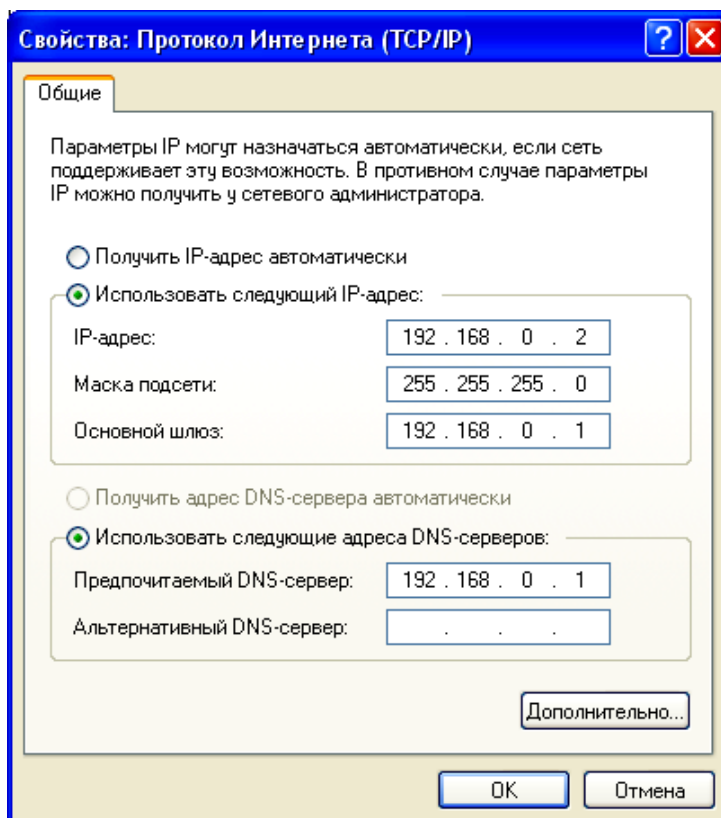 Свойства: Протокол Интернета (TCP/IP)
Общие
Параметры IP могут назначаться автоматически, если сеть
поддерживает эту возможность. В противном случае параметры
IP можно получить у сетевого администратора.
Получить IP-адрес автоматически
Использовать следующий IP-адрес:
IP-адрес: 192 . 168 . 0 . 2
Маска подсети: 255 . 255 . 255 . 0
Основной шлюз: 192 . 168 . 0 . 1
Получить адрес DNS-сервера автоматически
Использовать следующие адреса DNS-серверов:
Предпочитаемый DNS-сервер: 192 . 168 . 0 . 1
Альтернативный DNS-сервер: . . .
Дополнительно...
OK Отмена